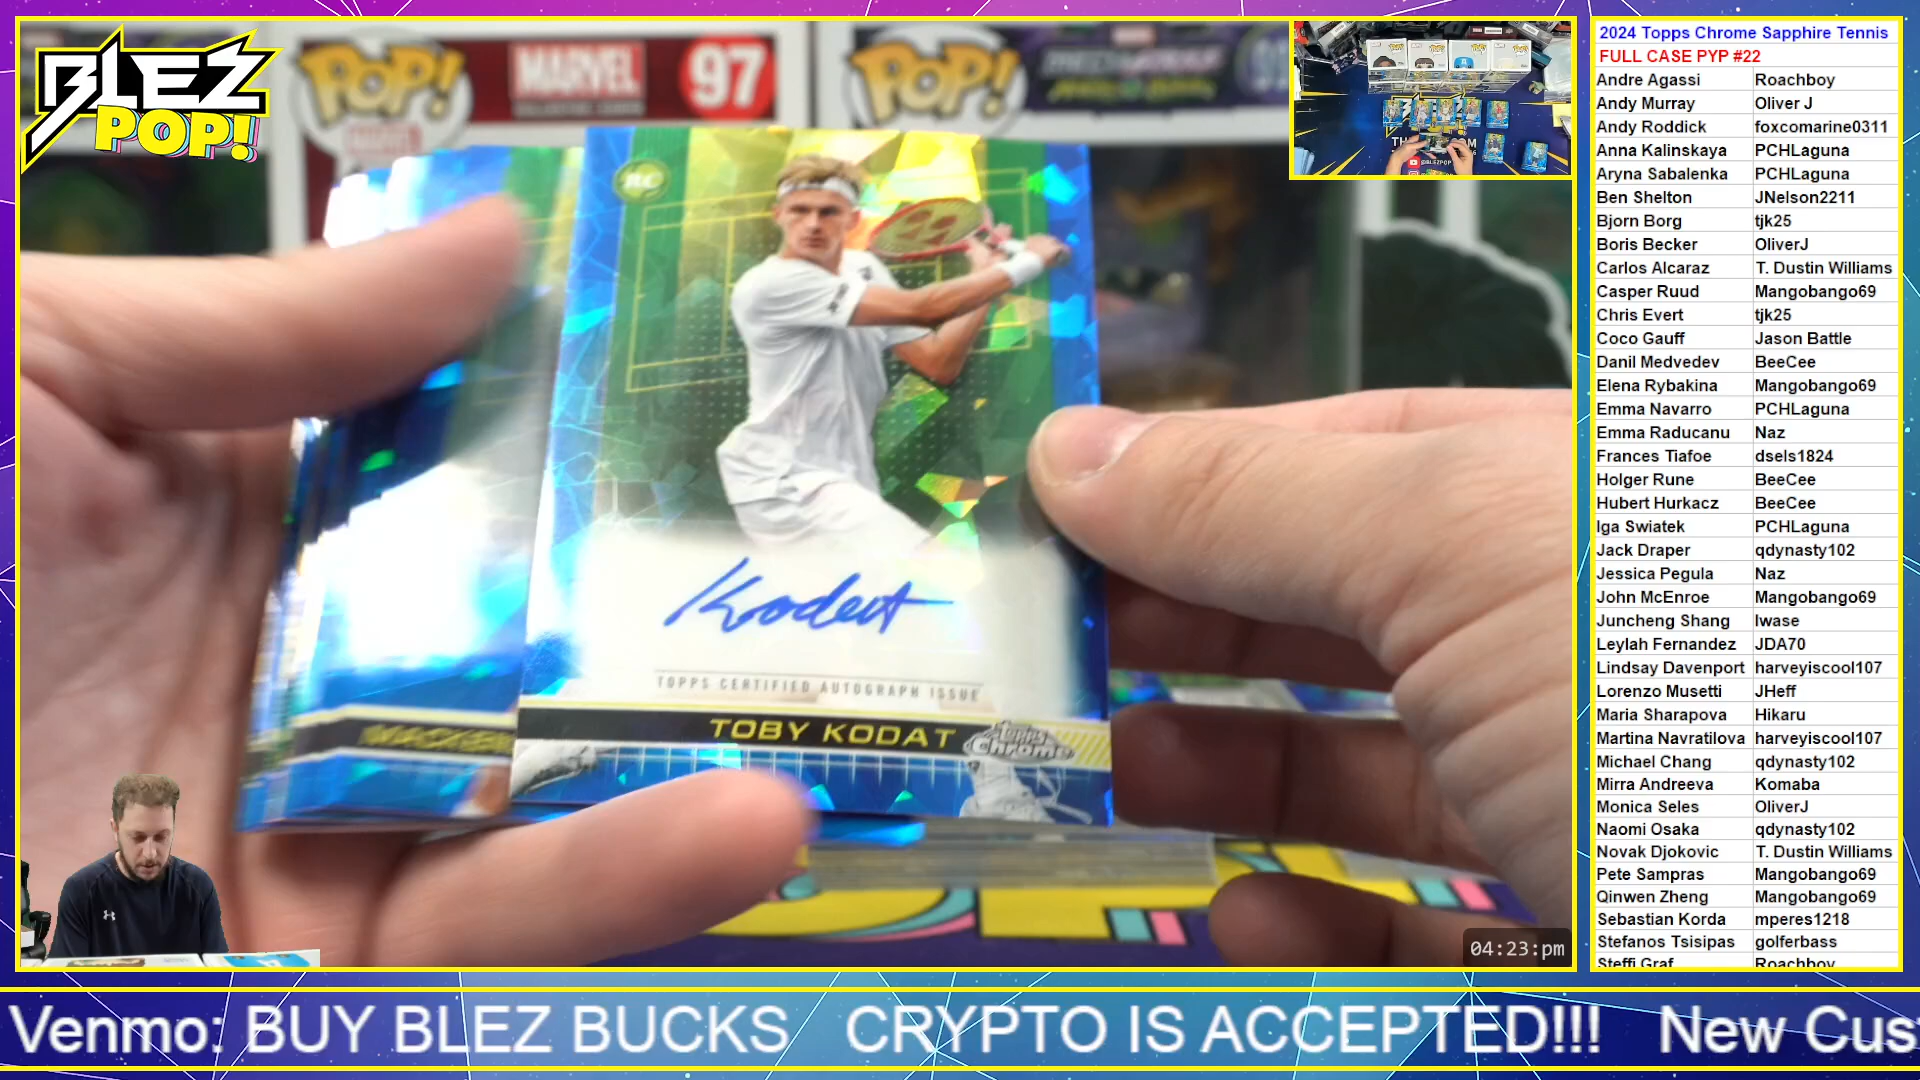 BLEZ
POP!
POP!
MARVEL
97
POP!
RC
Kodat
TOPPS CERTIFIED AUTOGRAPH ISSUE
TOBY KODAT
Topps
Chrome
04:23:pm
2024 Topps Chrome Sapphire Tennis
FULL CASE PYP #22
Andre Agassi Roachboy
Andy Murray Oliver J
Andy Roddick foxcomarine0311
Anna Kalinskaya PCHLaguna
Aryna Sabalenka PCHLaguna
Ben Shelton JNelson2211
Bjorn Borg tjk25
Boris Becker OliverJ
Carlos Alcaraz T. Dustin Williams
Casper Ruud Mangobango69
Chris Evert tjk25
Coco Gauff Jason Battle
Danil Medvedev BeeCee
Elena Rybakina Mangobango69
Emma Navarro PCHLaguna
Emma Raducanu Naz
Frances Tiafoe dsels1824
Holger Rune BeeCee
Hubert Hurkacz BeeCee
Iga Swiatek PCHLaguna
Jack Draper qdynasty102
Jessica Pegula Naz
John McEnroe Mangobango69
Juncheng Shang Iwase
Leylah Fernandez JDA70
Lindsay Davenport harveyiscool107
Lorenzo Musetti JHeff
Maria Sharapova Hikaru
Martina Navratilova harveyiscool107
Michael Chang qdynasty102
Mirra Andreeva Komaba
Monica Seles OliverJ
Naomi Osaka qdynasty102
Novak Djokovic T. Dustin Williams
Pete Sampras Mangobango69
Qinwen Zheng Mangobango69
Sebastian Korda mperes1218
Stefanos Tsisipas golferbass
Steffi Graf Roachboy
Venmo: BUY BLEZ BUCKS CRYPTO IS ACCEPTED!!! New Cus